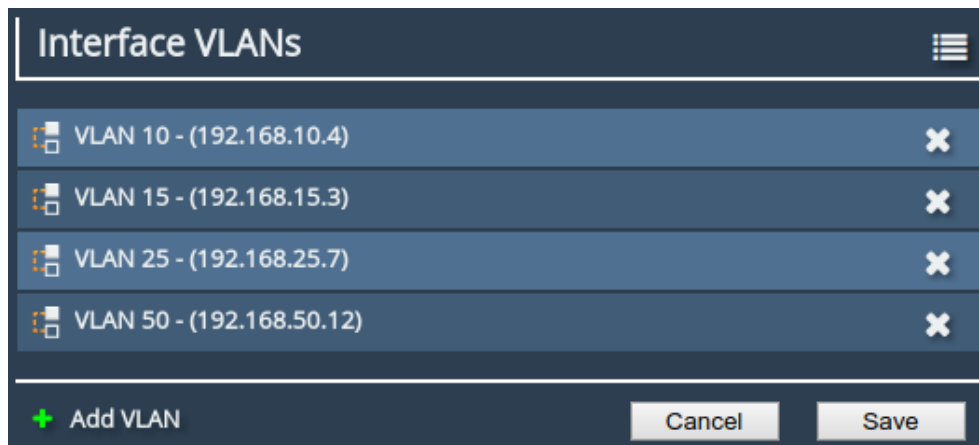 Interface VLANs
VLAN 10 - (192.168.10.4)
VLAN 15 - (192.168.15.3)
VLAN 25 - (192.168.25.7)
VLAN 50 - (192.168.50.12)
Add VLAN Cancel Save